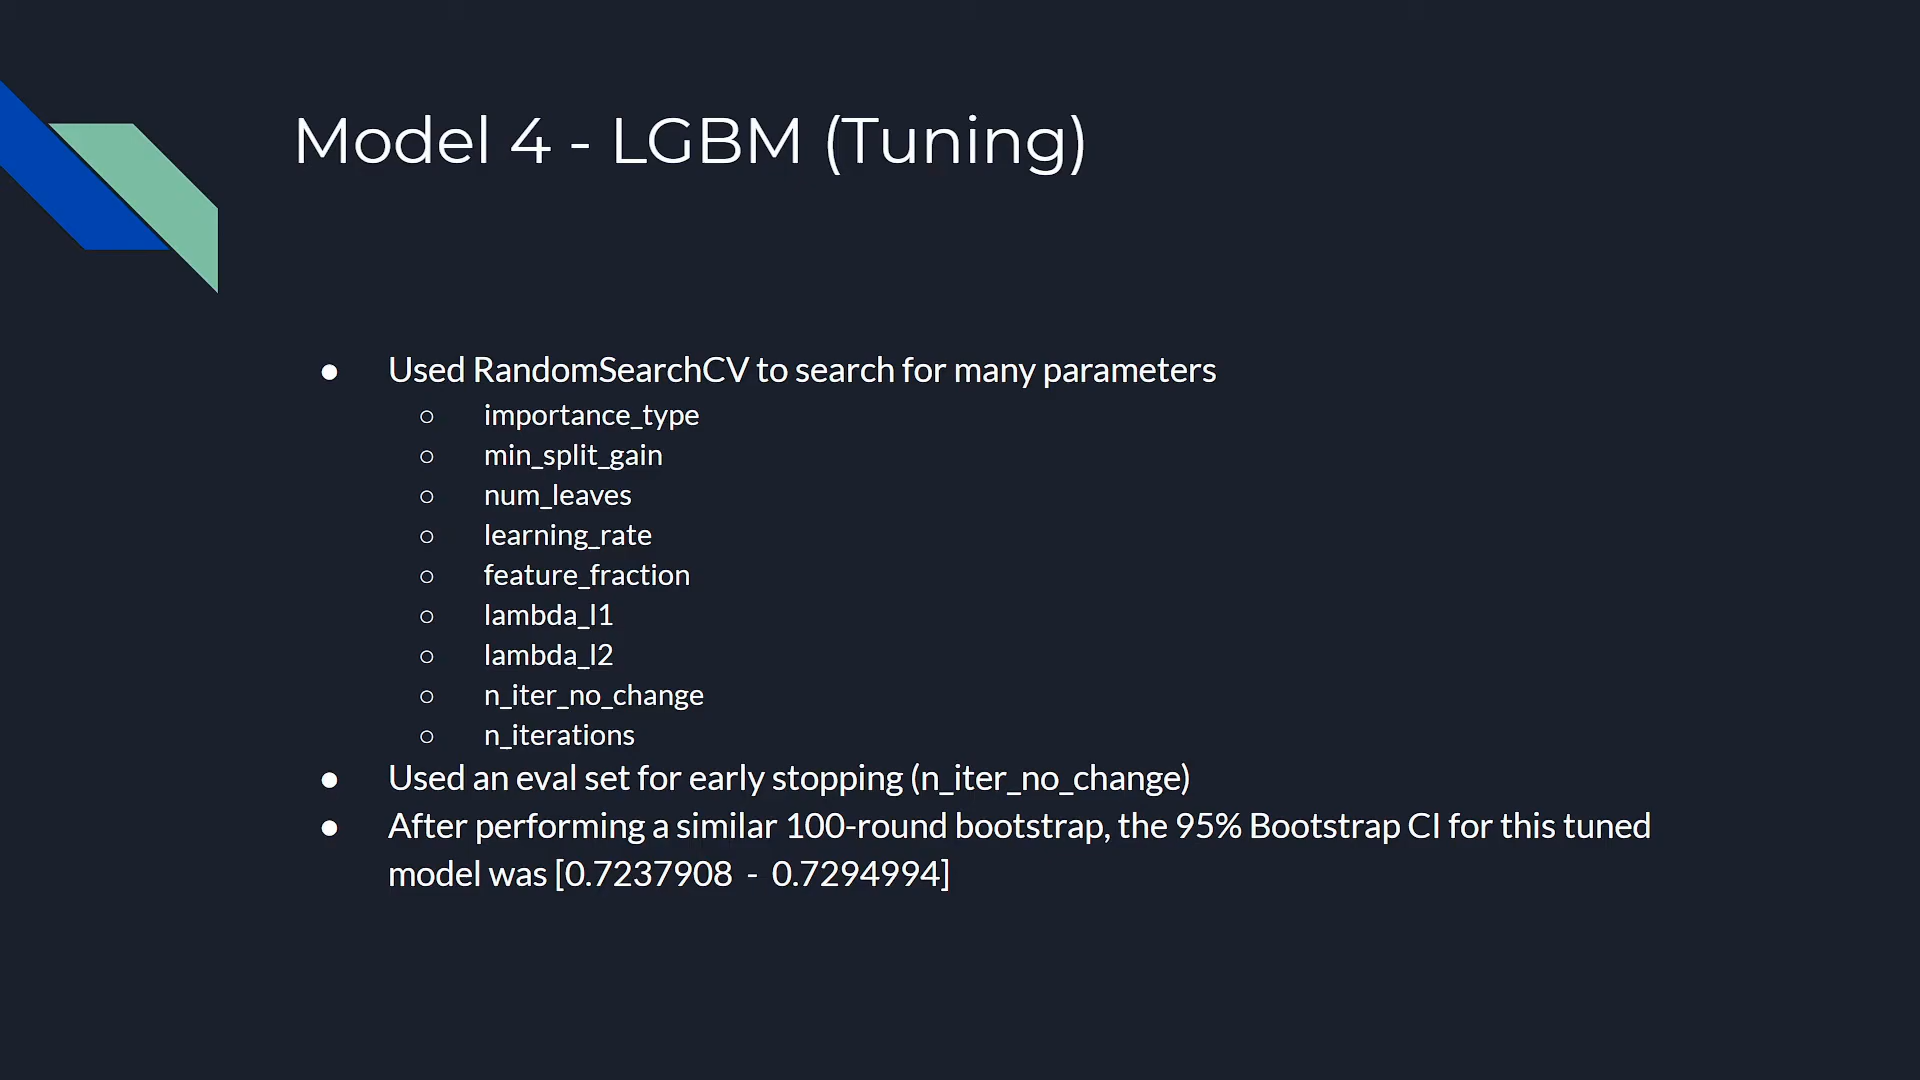 Model 4 - LGBM (Tuning)
● Used RandomSearchCV to search for many parameters
○ importance_type
○ min_split_gain
○ num_leaves
○ learning_rate
○ feature_fraction
○ lambda_l1
○ lambda_l2
○ n_iter_no_change
○ n_iterations
● Used an eval set for early stopping (n_iter_no_change)
● After performing a similar 100-round bootstrap, the 95% Bootstrap CI for this tuned
model was [0.7237908 - 0.7294994]